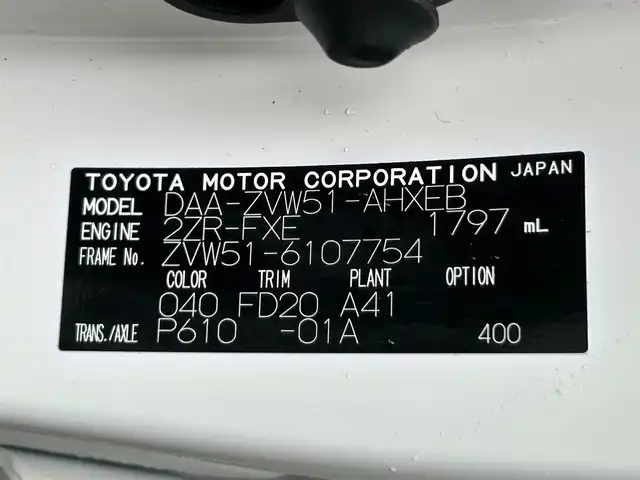 TOYOTA MOTOR CORPORATION JAPAN
MODEL DAA-ZVW51-AHXEB
ENGINE 2ZR-FXE 1797 mL
FRAME No. ZVW51-6107754
COLOR TRIM PLANT OPTION
040 FD20 A41
TRANS./AXLE P610 -01A 400